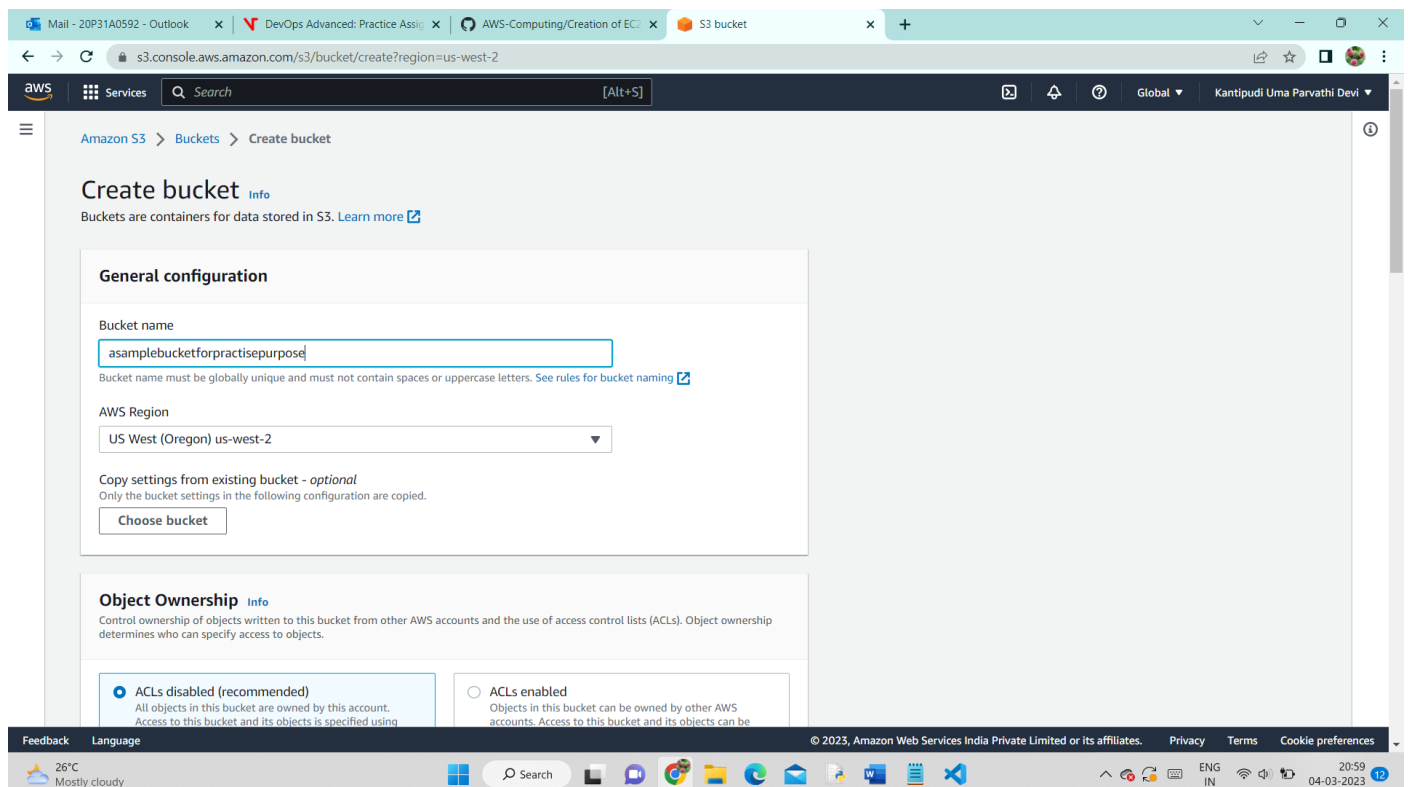 Mail - 20P31A0592 - Outlook
DevOps Advanced: Practice Assig
AWS-Computing/Creation of EC2
S3 bucket
s3.console.aws.amazon.com/s3/bucket/create?region=us-west-2
aws
Services
Search
[Alt+S]
Global
Kantipudi Uma Parvathi Devi
Amazon S3 > Buckets > Create bucket
Create bucket Info
Buckets are containers for data stored in S3. Learn more
General configuration
Bucket name
asamplebucketforpractisepurpose
Bucket name must be globally unique and must not contain spaces or uppercase letters. See rules for bucket naming
AWS Region
US West (Oregon) us-west-2
Copy settings from existing bucket - optional
Only the bucket settings in the following configuration are copied.
Choose bucket
Object Ownership Info
Control ownership of objects written to this bucket from other AWS accounts and the use of access control lists (ACLs). Object ownership
determines who can specify access to objects.
ACLs disabled (recommended)
All objects in this bucket are owned by this account.
Access to this bucket and its objects is specified using
ACLs enabled
Objects in this bucket can be owned by other AWS
accounts. Access to this bucket and its objects can be
Feedback
Language
© 2023, Amazon Web Services India Private Limited or its affiliates.
Privacy
Terms
Cookie preferences
26°C
Mostly cloudy
Search
ENG
IN
20:59
04-03-2023
12